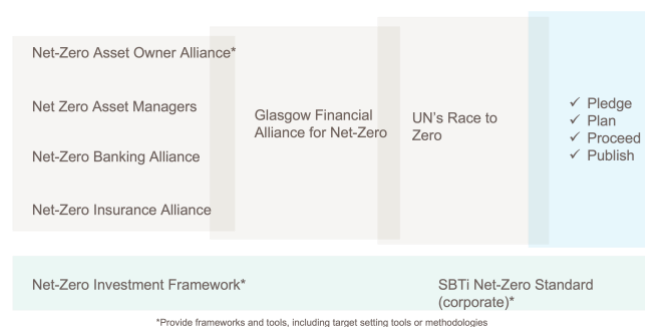 Net-Zero Asset Owner Alliance*
Net Zero Asset Managers
Net-Zero Banking Alliance
Net-Zero Insurance Alliance
Glasgow Financial
Alliance for Net-Zero
UN's Race to
Zero
✓ Pledge
✓ Plan
✓ Proceed
✓ Publish
Net-Zero Investment Framework*
SBTi Net-Zero Standard
(corporate)*
*Provide frameworks and tools, including target setting tools or methodologies